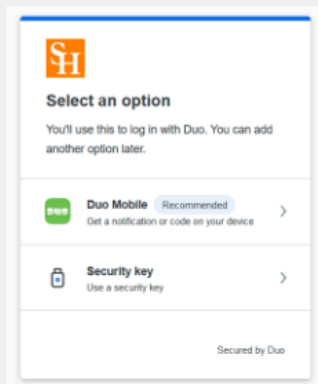 SH
Select an option
You'll use this to log in with Duo. You can add
another option later.
Duo Mobile Recommended
Get a notification or code on your device
Security key
Use a security key
Secured by Duo